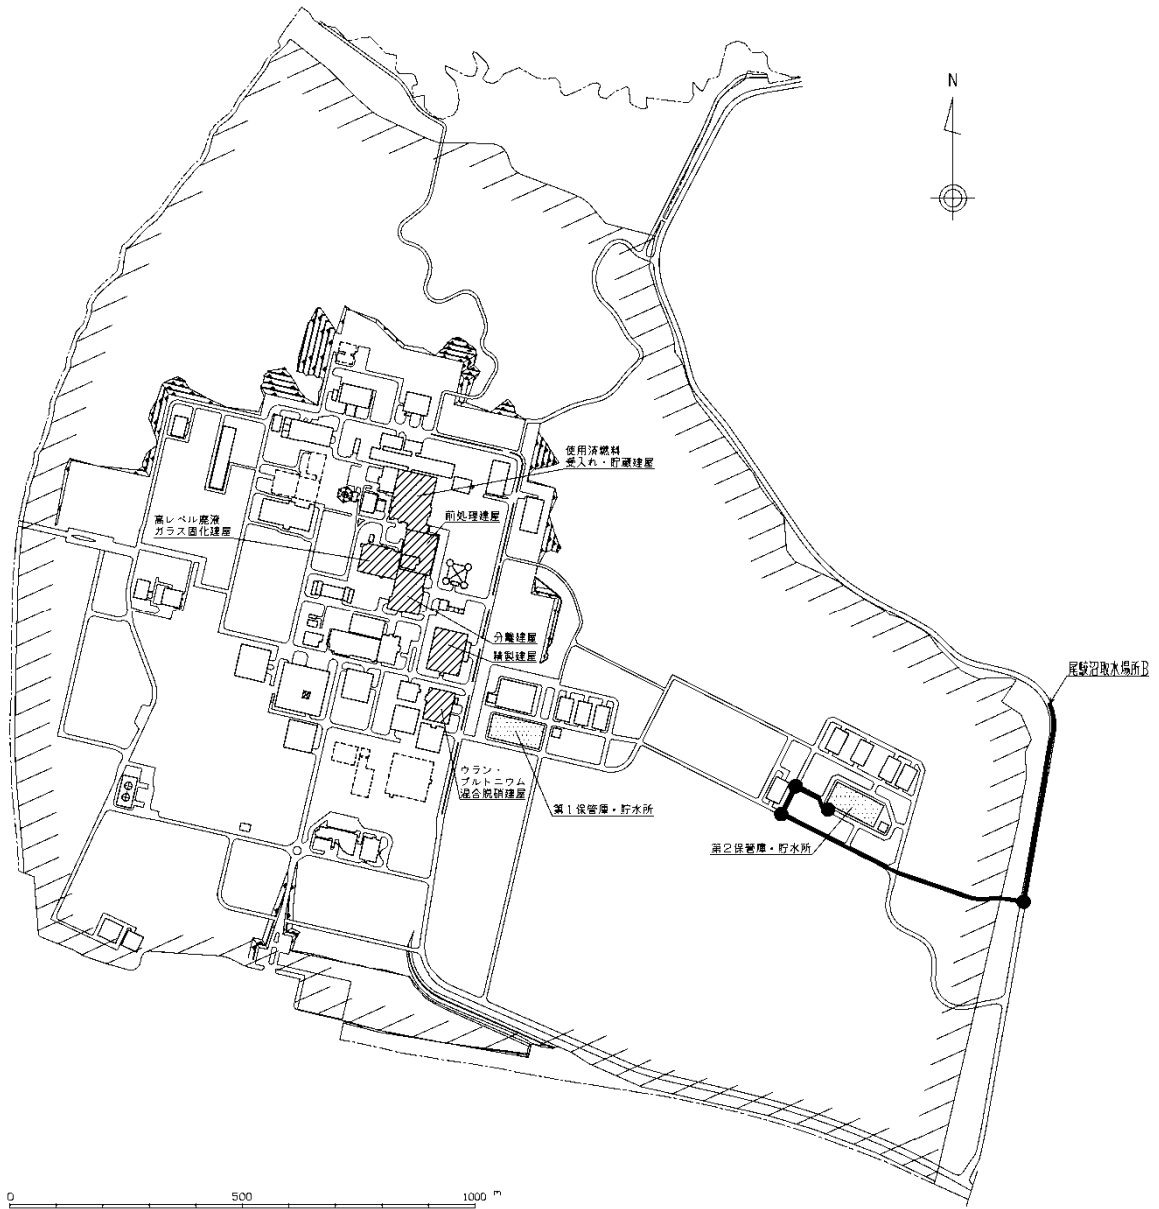 N
使用済燃料
受入れ・貯蔵建屋
高レベル廃液
ガラス固化建屋
前処理建屋
分離建屋
精製建屋
尾駮沼取水場所B
ウラン・
プルトニウム
混合脱硝建屋
第1保管庫・貯水所
第2保管庫・貯水所
0 500 1000 m